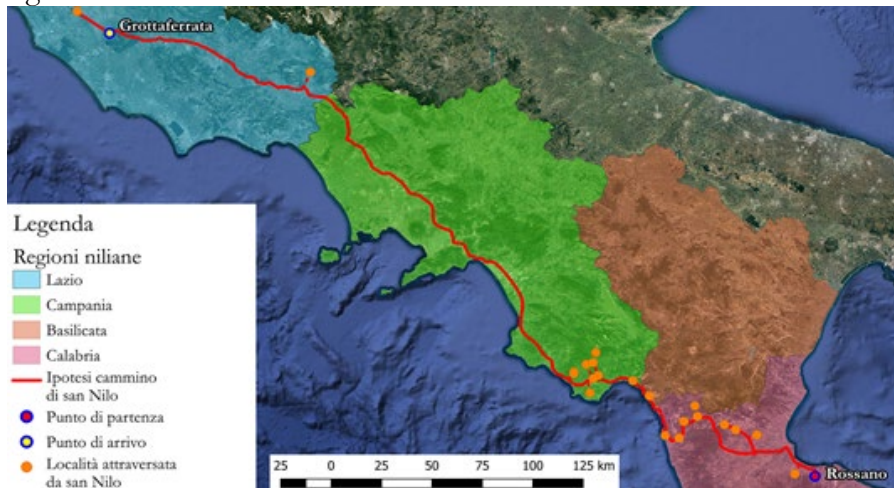 Grottaferrata
Legenda
Regioni niliane
Lazio
Campania
Basilicata
Calabria
Ipotesi cammino
di san Nilo
Punto di partenza
Punto di arrivo
Località attraversata
da san Nilo
25 0 25 50 75 100 125 km
Rossano